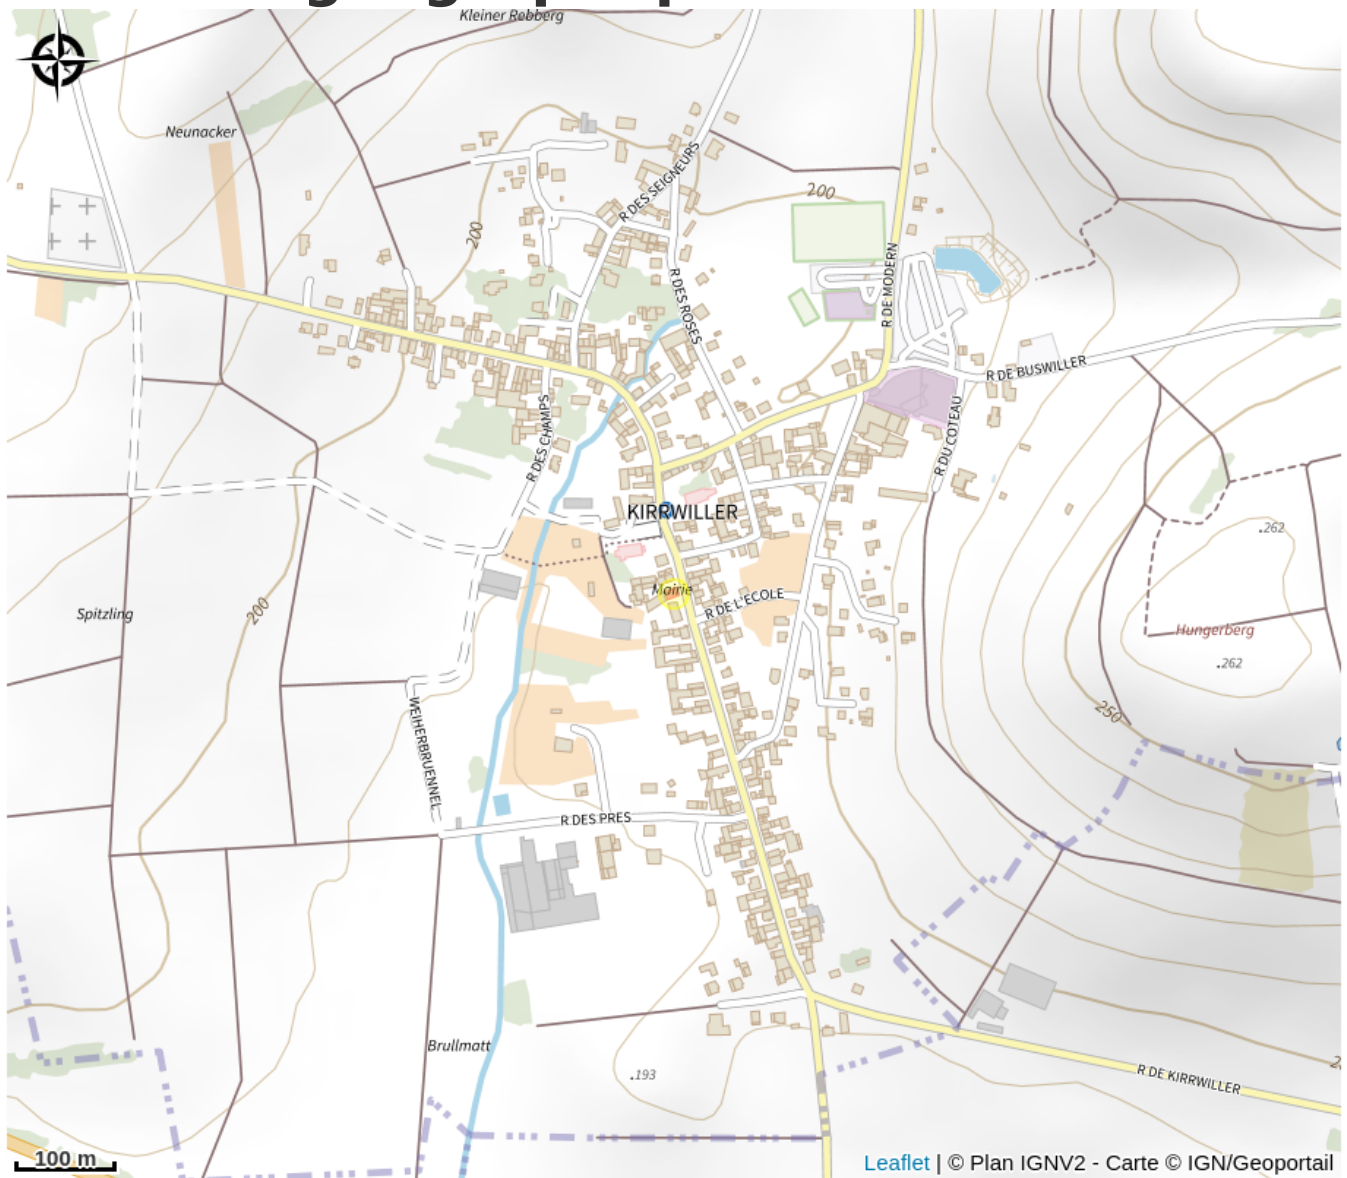 Kleiner Rebberg
Neunacker
R DES SEIGNEURS
200
200
R DE MODERN
R DES ROSES
R DE BUSWILLER
R DES CHAMPS
R DU COTEAU
KIRRWILLER
.262
Mairie
R DE L'ECOLE
Spitzling
200
Hungerberg
.262
250
WEIHERBRUENNEL
R DES PRES
Brullmatt
.193
R DE KIRRWILLER
100 m
Leaflet | © Plan IGNV2 - Carte © IGN/Geoportail